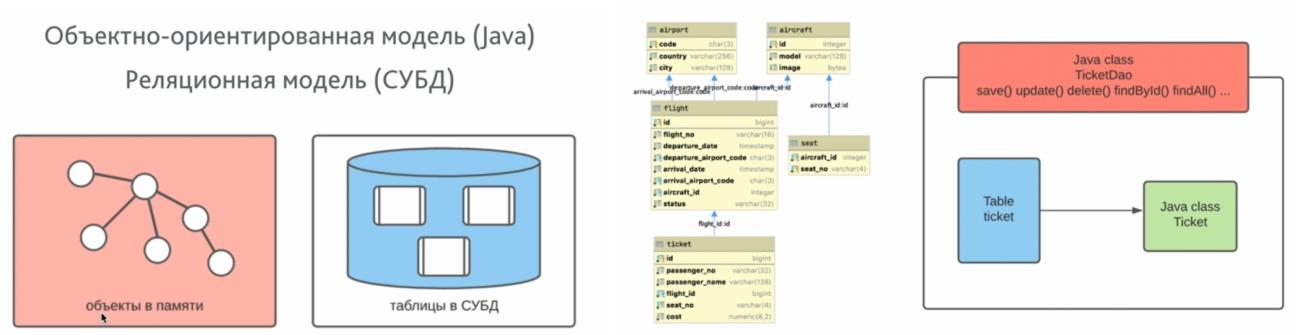 Объектно-ориентированная модель (Java)
Реляционная модель (СУБД)
объекты в памяти
таблицы в СУБД
airport
code char(3)
country varchar(256)
city varchar(128)
aircraft
id integer
model varchar(128)
image bytea
arrival_airport_code:code
departure_airport_code:code
aircraft_id:id
aircraft_id:id
flight
id bigint
flight_no varchar(16)
departure_date timestamp
departure_airport_code char(3)
arrival_date timestamp
arrival_airport_code char(3)
aircraft_id integer
status varchar(32)
seat
aircraft_id integer
seat_no varchar(4)
flight_id:id
ticket
id bigint
passenger_no varchar(32)
passenger_name varchar(128)
flight_id bigint
seat_no varchar(4)
cost numeric(8,2)
Java class
TicketDao
save() update() delete() findById() findAll() ...
Table
ticket
Java class
Ticket